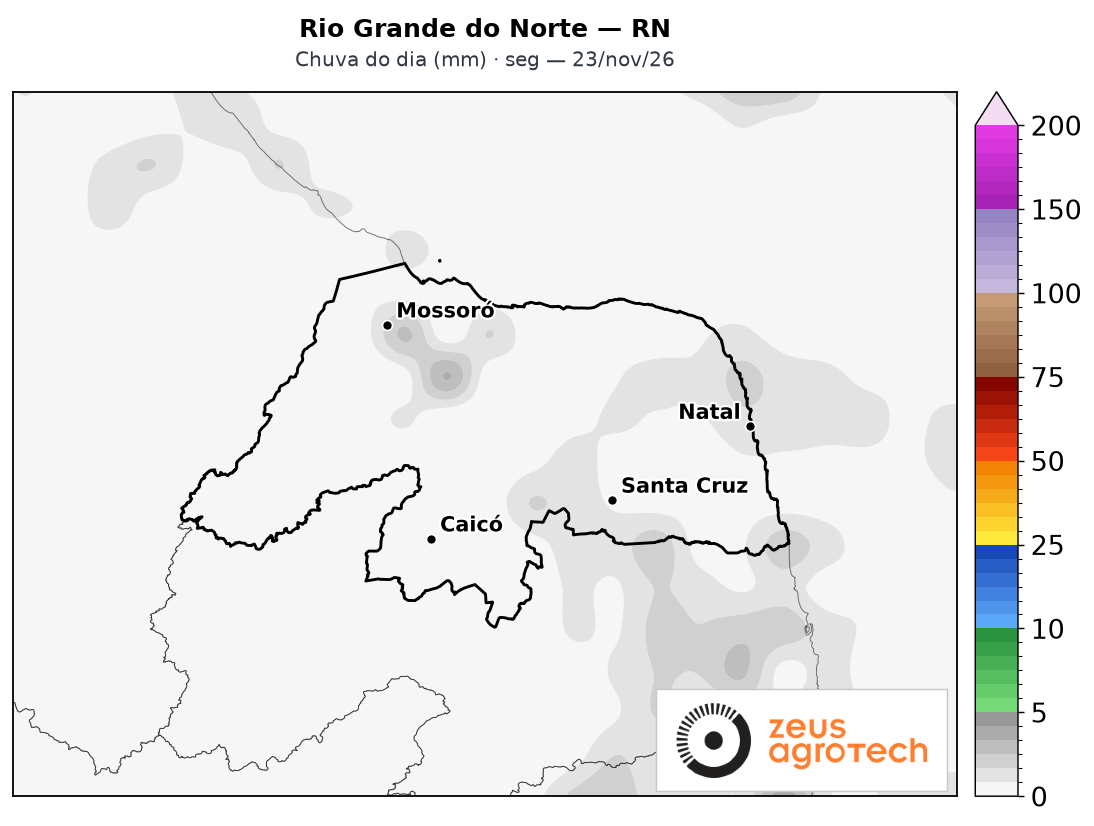 Rio Grande do Norte — RN
Chuva do dia (mm) · seg — 23/nov/26
Mossoró
Natal
Santa Cruz
Caicó
200
150
100
75
50
25
10
5
0
zeus
agrotech